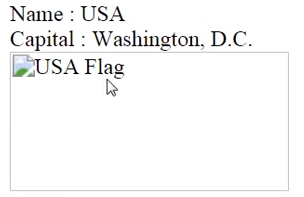 Name : USA
Capital : Washington, D.C.
USA Flag